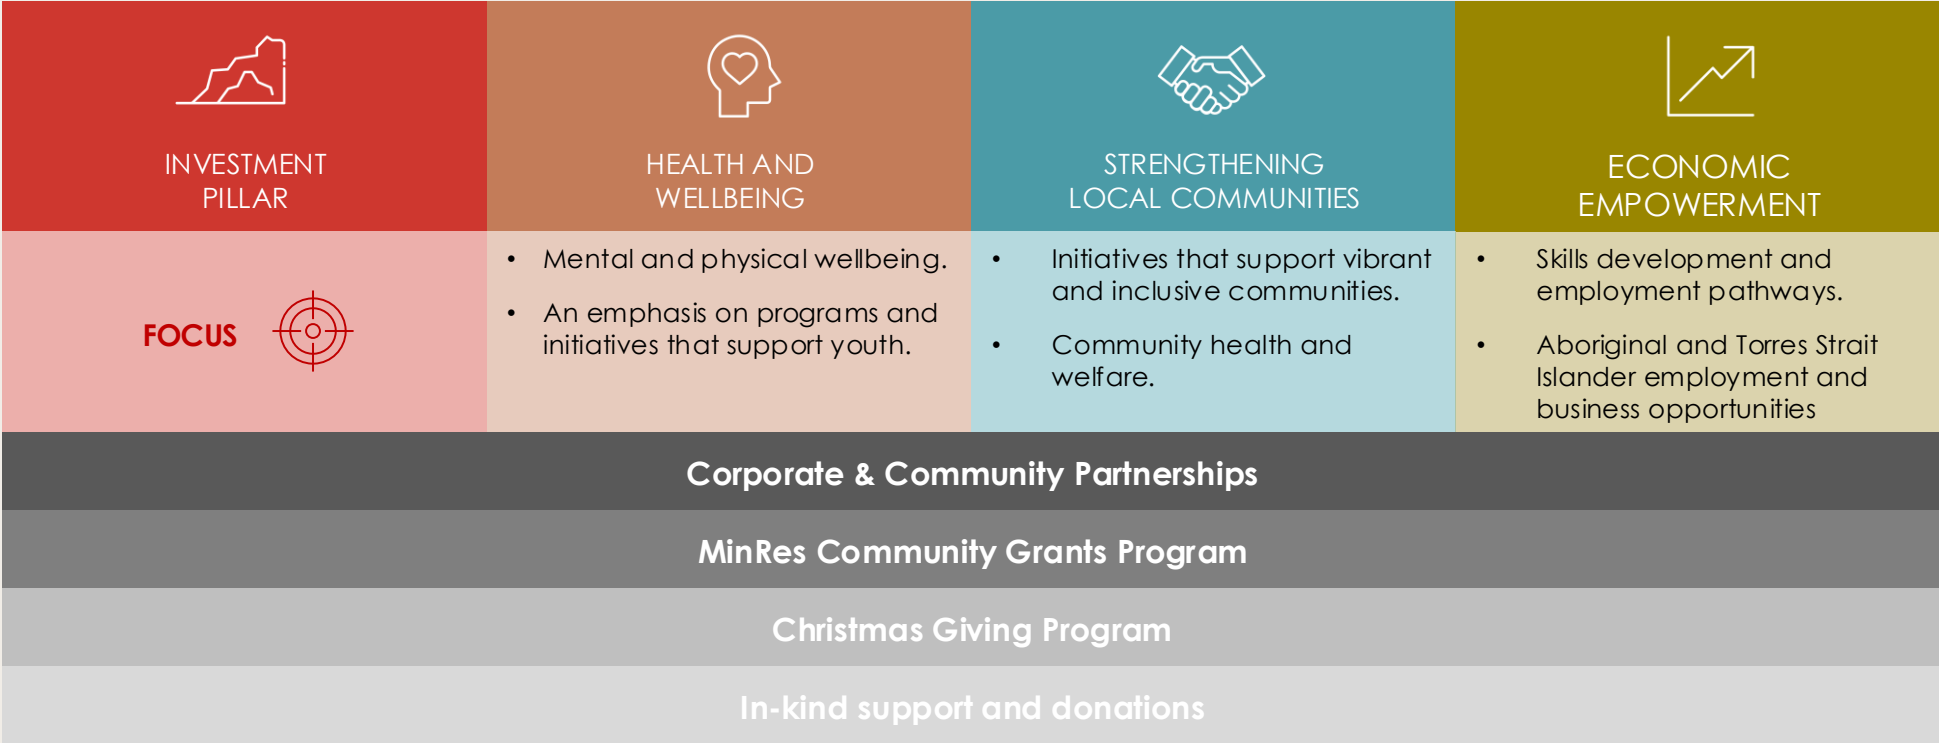 INVESTMENT
PILLAR
HEALTH AND
WELLBEING
STRENGTHENING
LOCAL COMMUNITIES
ECONOMIC
EMPOWERMENT
FOCUS
• Mental and physical wellbeing.
• An emphasis on programs and
initiatives that support youth.
• Initiatives that support vibrant
and inclusive communities.
• Community health and
welfare.
• Skills development and
employment pathways.
• Aboriginal and Torres Strait
Islander employment and
business opportunities
Corporate & Community Partnerships
MinRes Community Grants Program
Christmas Giving Program
In-kind support and donations